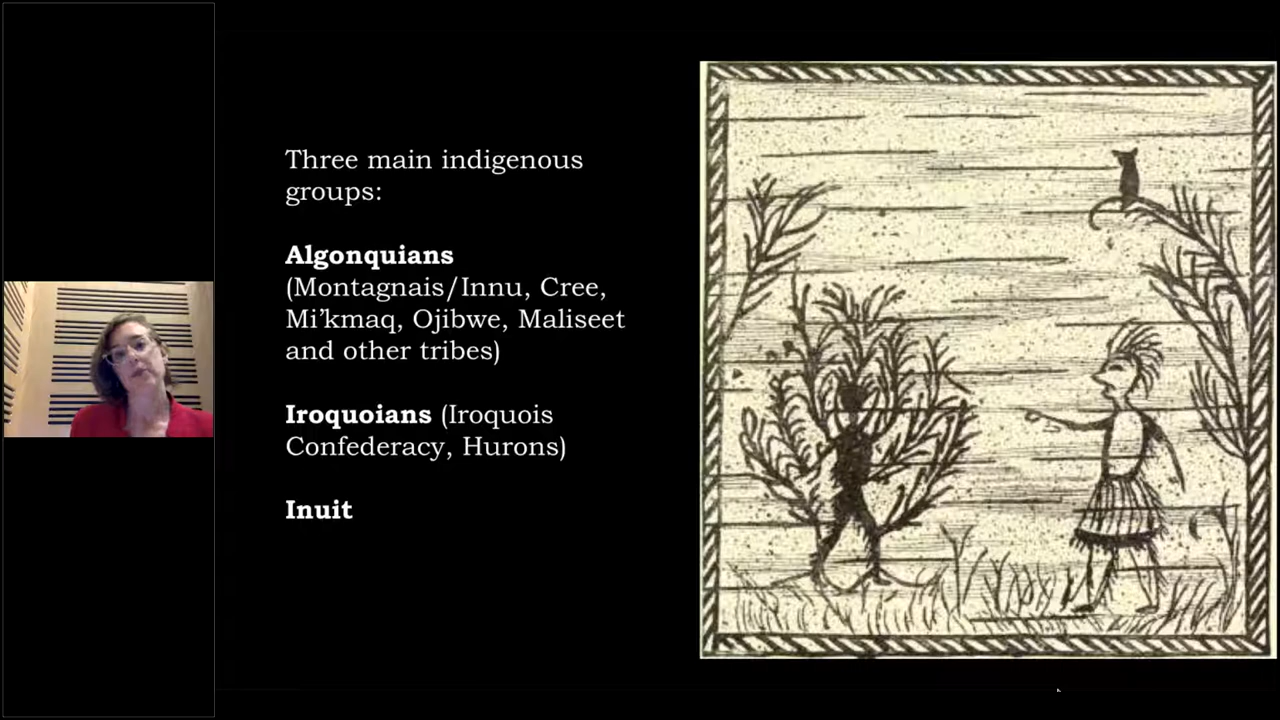 Three main indigenous
groups:
Algonquians
(Montagnais/Innu, Cree,
Mi’kmaq, Ojibwe, Maliseet
and other tribes)
Iroquoians (Iroquois
Confederacy, Hurons)
Inuit